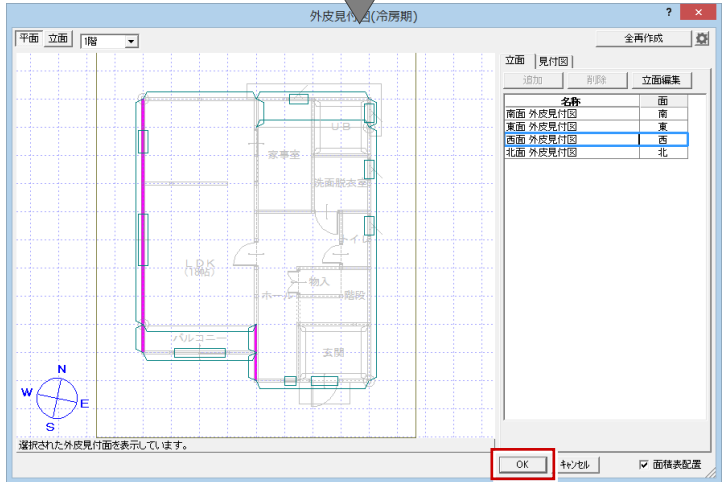 外皮見付図(冷房期)
平面 立面 1階
全再作成
立面 見付図
追加 削除 立面編集
名称 面
南面 外皮見付図 南
東面 外皮見付図 東
西面 外皮見付図 西
北面 外皮見付図 北
UB
家事室
洗面脱衣室
トイレ
LDK
(18帖)
物入
ホール
階段
バルコニー
玄関
N
W
E
S
選択された外皮見付面を表示しています。
OK キャンセル 面積表配置